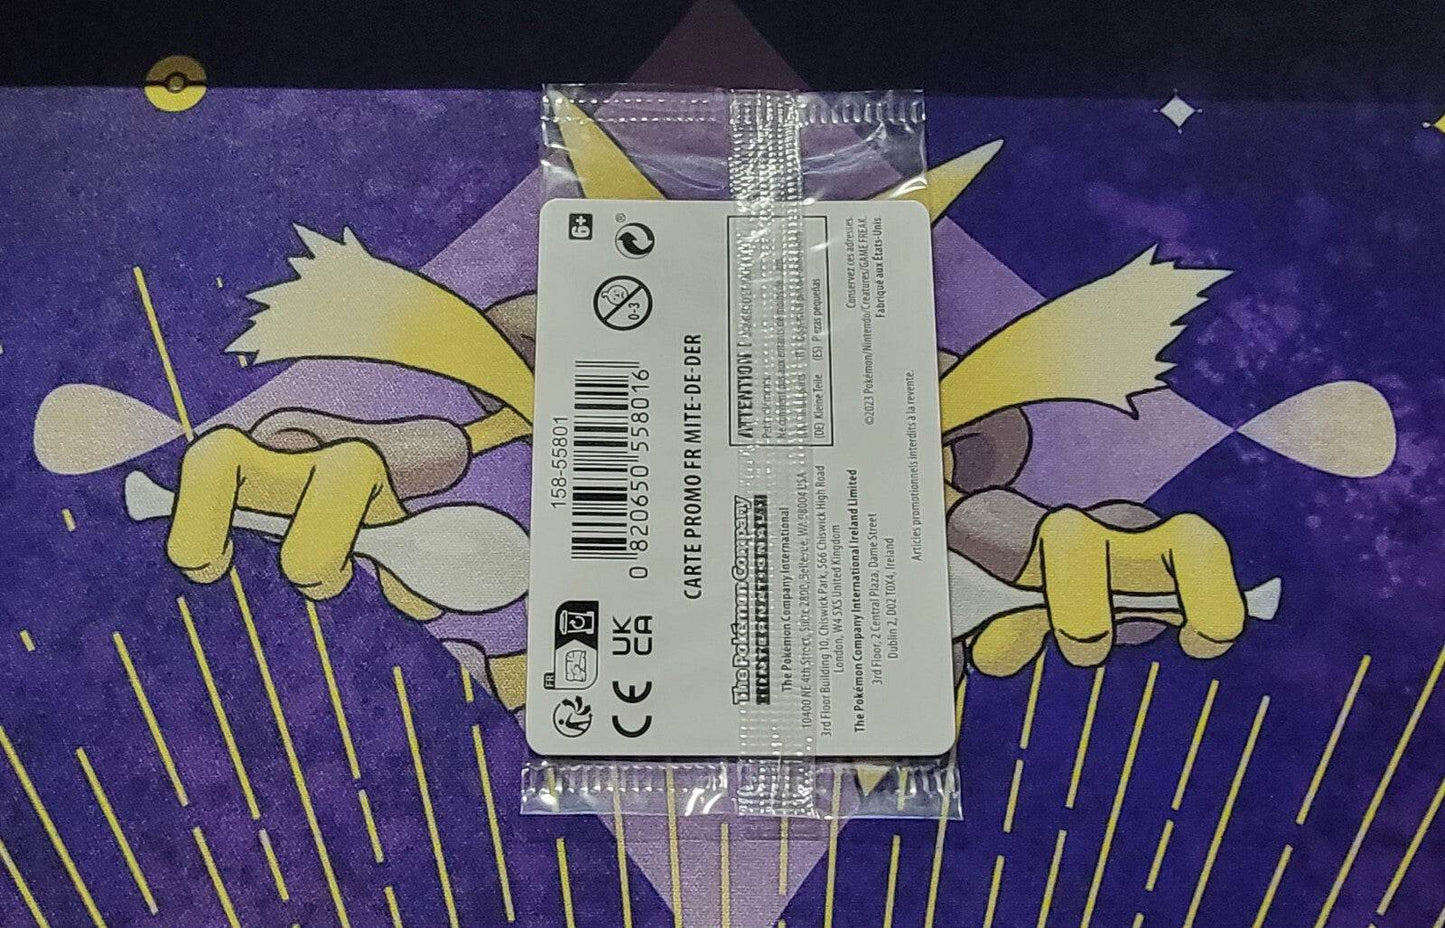 6+
®
0-3
158-55801
0 820650 558016
FR
UK
CA
CE
CARTE PROMO FR MITE-DE-DER
ATTENTION
(DE) Kleine Teile (ES) Piezas pequeñas
The Pokémon Company
INTERNATIONAL
The Pokémon Company International
10400 NE 4th Street, Suite 2800, Bellevue, WA 98004 USA
3rd Floor Building 10, Chiswick Park, 566 Chiswick High Road
London, W4 5XS United Kingdom
The Pokémon Company International Ireland Limited
3rd Floor, 2 Central Plaza, Dame Street
Dublin 2, D02 T0X4, Ireland
Conservez ces adresses.
©2023 Pokémon/Nintendo/Creatures/GAME FREAK.
Fabriqué aux États-Unis.
Articles promotionnels interdits à la revente.